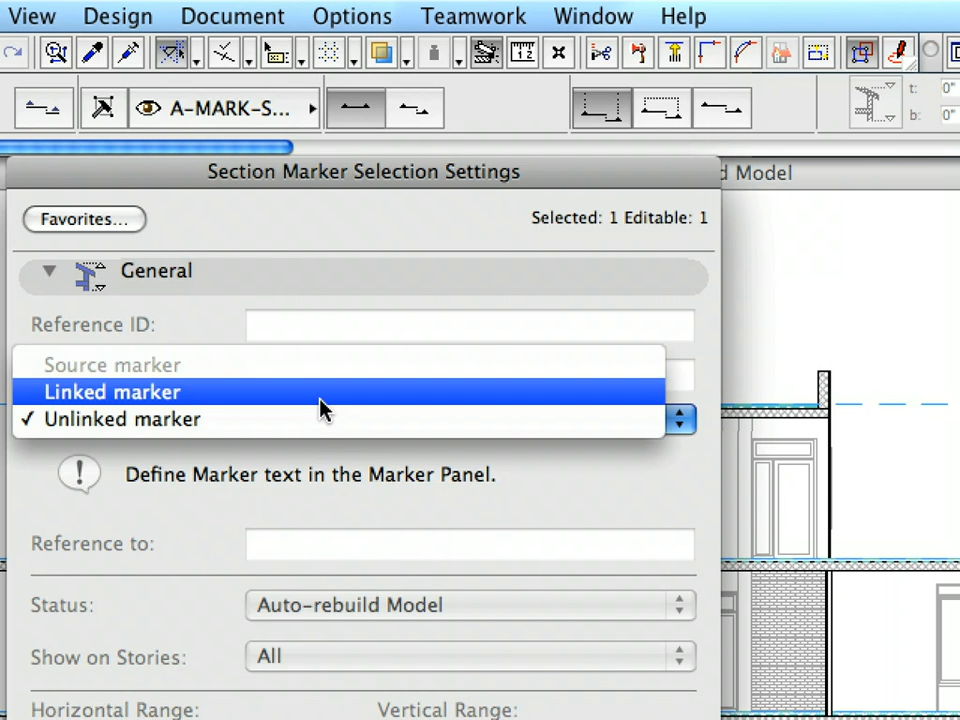 View Design Document Options Teamwork Window Help
A-MARK-S...
t: 0"
b: 0"
Section Marker Selection Settings
d Model
Favorites...
Selected: 1 Editable: 1
General
Reference ID:
Source marker
Linked marker
✓ Unlinked marker
Define Marker text in the Marker Panel.
Reference to:
Status: Auto-rebuild Model
Show on Stories: All
Horizontal Range: Vertical Range: